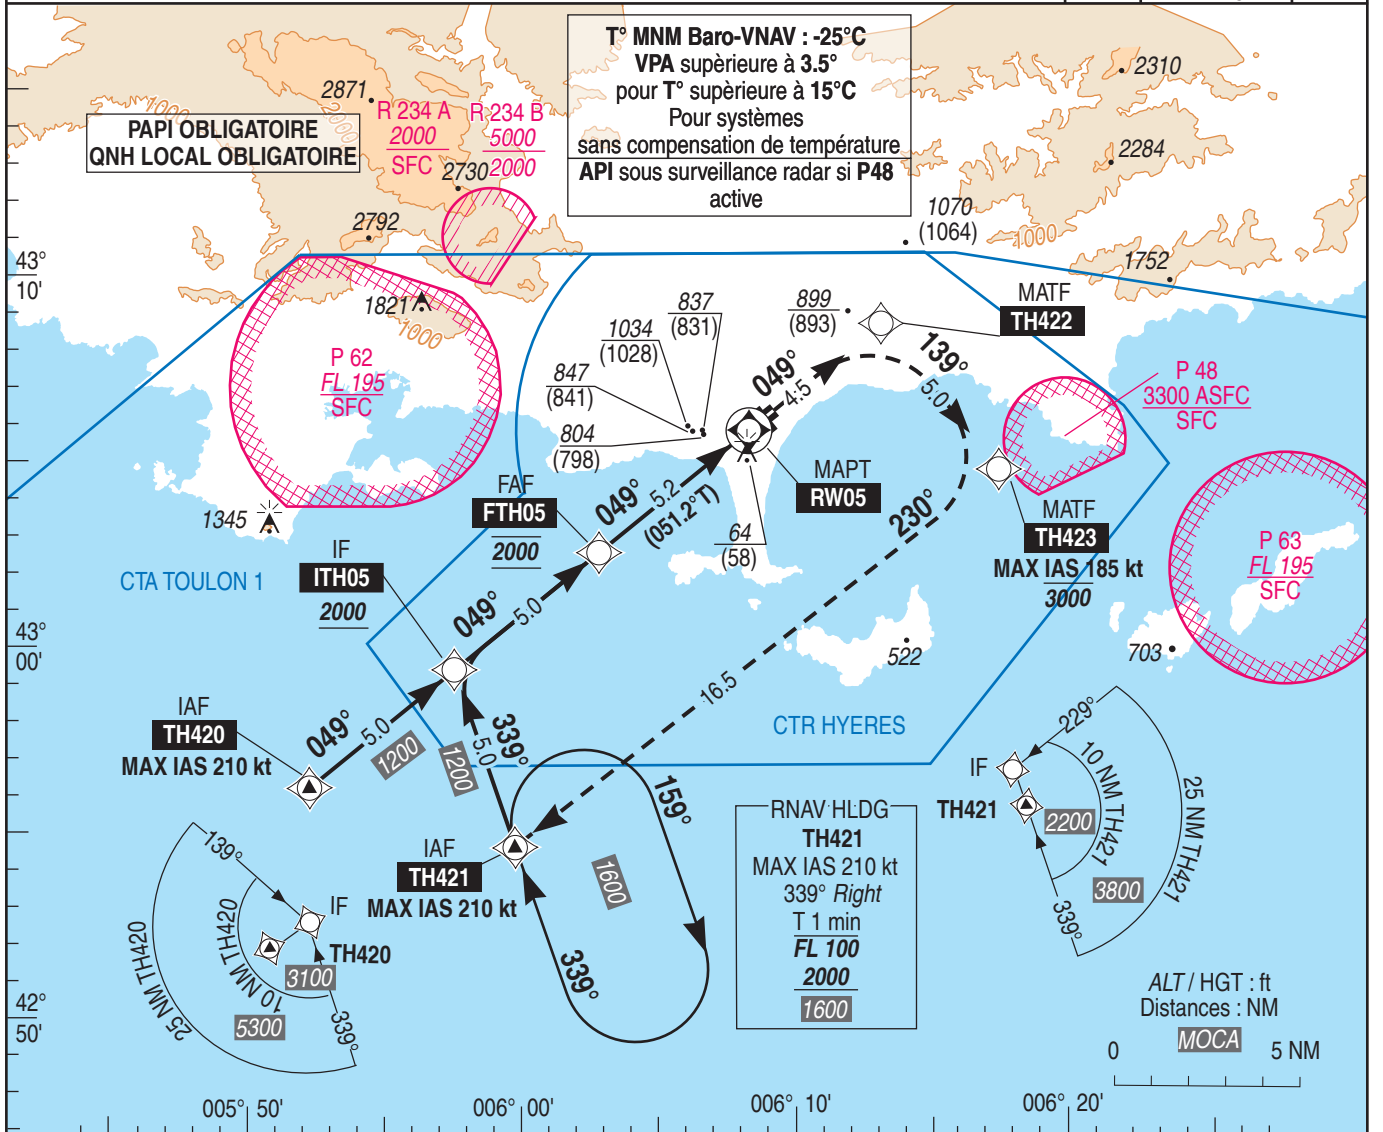 T° MNM Baro-VNAV : -25°C
VPA supèrieure à 3.5°
pour T° supèrieure à 15°C
Pour systèmes
sans compensation de température
API sous surveillance radar si P48
active
PAPI OBLIGATOIRE
QNH LOCAL OBLIGATOIRE
2871
1000
2000
R 234 A
2000
SFC
R 234 B
5000
2000
2730
2792
2310
2284
1070
(1064)
1000
1752
43°
10'
1821
1000
P 62
FL 195
SFC
837
(831)
1034
(1028)
847
(841)
804
(798)
899
(893)
MATF
TH422
049°
4.5
139°
5.0
P 48
3300 ASFC
SFC
MAPT
RW05
FAF
FTH05
2000
049°
5.2
(051.2°T)
64
(58)
230°
MATF
TH423
MAX IAS 185 kt
3000
P 63
FL 195
SFC
1345
CTA TOULON 1
IF
ITH05
2000
049°
5.0
43°
00'
522
703
16.5
CTR HYERES
IAF
TH420
MAX IAS 210 kt
049°
5.0
1200
339°
5.0
1200
159°
IAF
TH421
MAX IAS 210 kt
1600
339°
RNAV HLDG
TH421
MAX IAS 210 kt
339° Right
T 1 min
FL 100
2000
1600
229°
IF
TH421
10 NM TH421
25 NM TH421
2200
3800
339°
139°
IF
TH420
10 NM TH420
25 NM TH420
3100
5300
339°
42°
50'
ALT / HGT : ft
Distances : NM
MOCA
0 5 NM
005° 50'
006° 00'
006° 10'
006° 20'